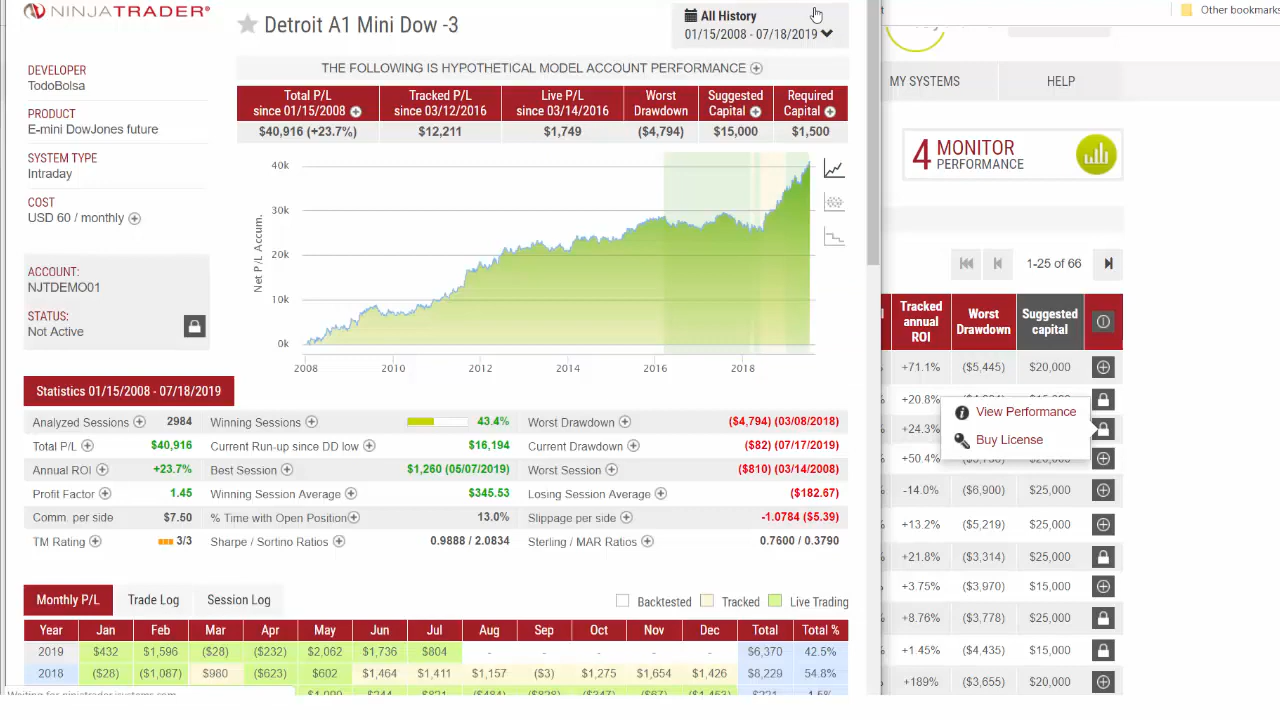 NINJATRADER®
Detroit A1 Mini Dow -3
All History
01/15/2008 - 07/18/2019
Other bookmarks
MY SYSTEMS
HELP
DEVELOPER
TodoBolsa
PRODUCT
E-mini DowJones future
SYSTEM TYPE
Intraday
COST
USD 60 / monthly
ACCOUNT:
NJTDEMO01
STATUS:
Not Active
THE FOLLOWING IS HYPOTHETICAL MODEL ACCOUNT PERFORMANCE
Total P/L since 01/15/2008
Tracked P/L since 03/12/2016
Live P/L since 03/14/2016
Worst Drawdown
Suggested Capital
Required Capital
$40,916 (+23.7%)
$12,211
$1,749
($4,794)
$15,000
$1,500
Net P/L Accum.
40k
30k
20k
10k
0k
2008
2010
2012
2014
2016
2018
4 MONITOR
PERFORMANCE
1-25 of 66
Tracked annual ROI
Worst Drawdown
Suggested capital
+71.1% ($5,445) $20,000
+20.8%
+24.3%
+50.4%
-14.0% ($6,900) $25,000
+13.2% ($5,219) $25,000
+21.8% ($3,314) $25,000
+3.75% ($3,970) $15,000
+8.76% ($3,778) $25,000
+1.45% ($4,435) $15,000
+189% ($3,655) $20,000
View Performance
Buy License
Statistics 01/15/2008 - 07/18/2019
Analyzed Sessions 2984 Winning Sessions 43.4% Worst Drawdown ($4,794) (03/08/2018)
Total P/L $40,916 Current Run-up since DD low $16,194 Current Drawdown ($82) (07/17/2019)
Annual ROI +23.7% Best Session $1,260 (05/07/2019) Worst Session ($810) (03/14/2008)
Profit Factor 1.45 Winning Session Average $345.53 Losing Session Average ($182.67)
Comm. per side $7.50 % Time with Open Position 13.0% Slippage per side -1.0784 ($5.39)
TM Rating 3/3 Sharpe / Sortino Ratios 0.9888 / 2.0834 Sterling / MAR Ratios 0.7600 / 0.3790
Monthly P/L Trade Log Session Log Backtested Tracked Live Trading
Year Jan Feb Mar Apr May Jun Jul Aug Sep Oct Nov Dec Total Total %
2019 $432 $1,596 ($28) ($232) $2,062 $1,736 $804 - - - - - $6,370 42.5%
2018 ($28) ($1,087) $980 ($623) $602 $1,464 $1,411 $1,157 ($3) $1,275 $1,654 $1,426 $8,229 54.8%